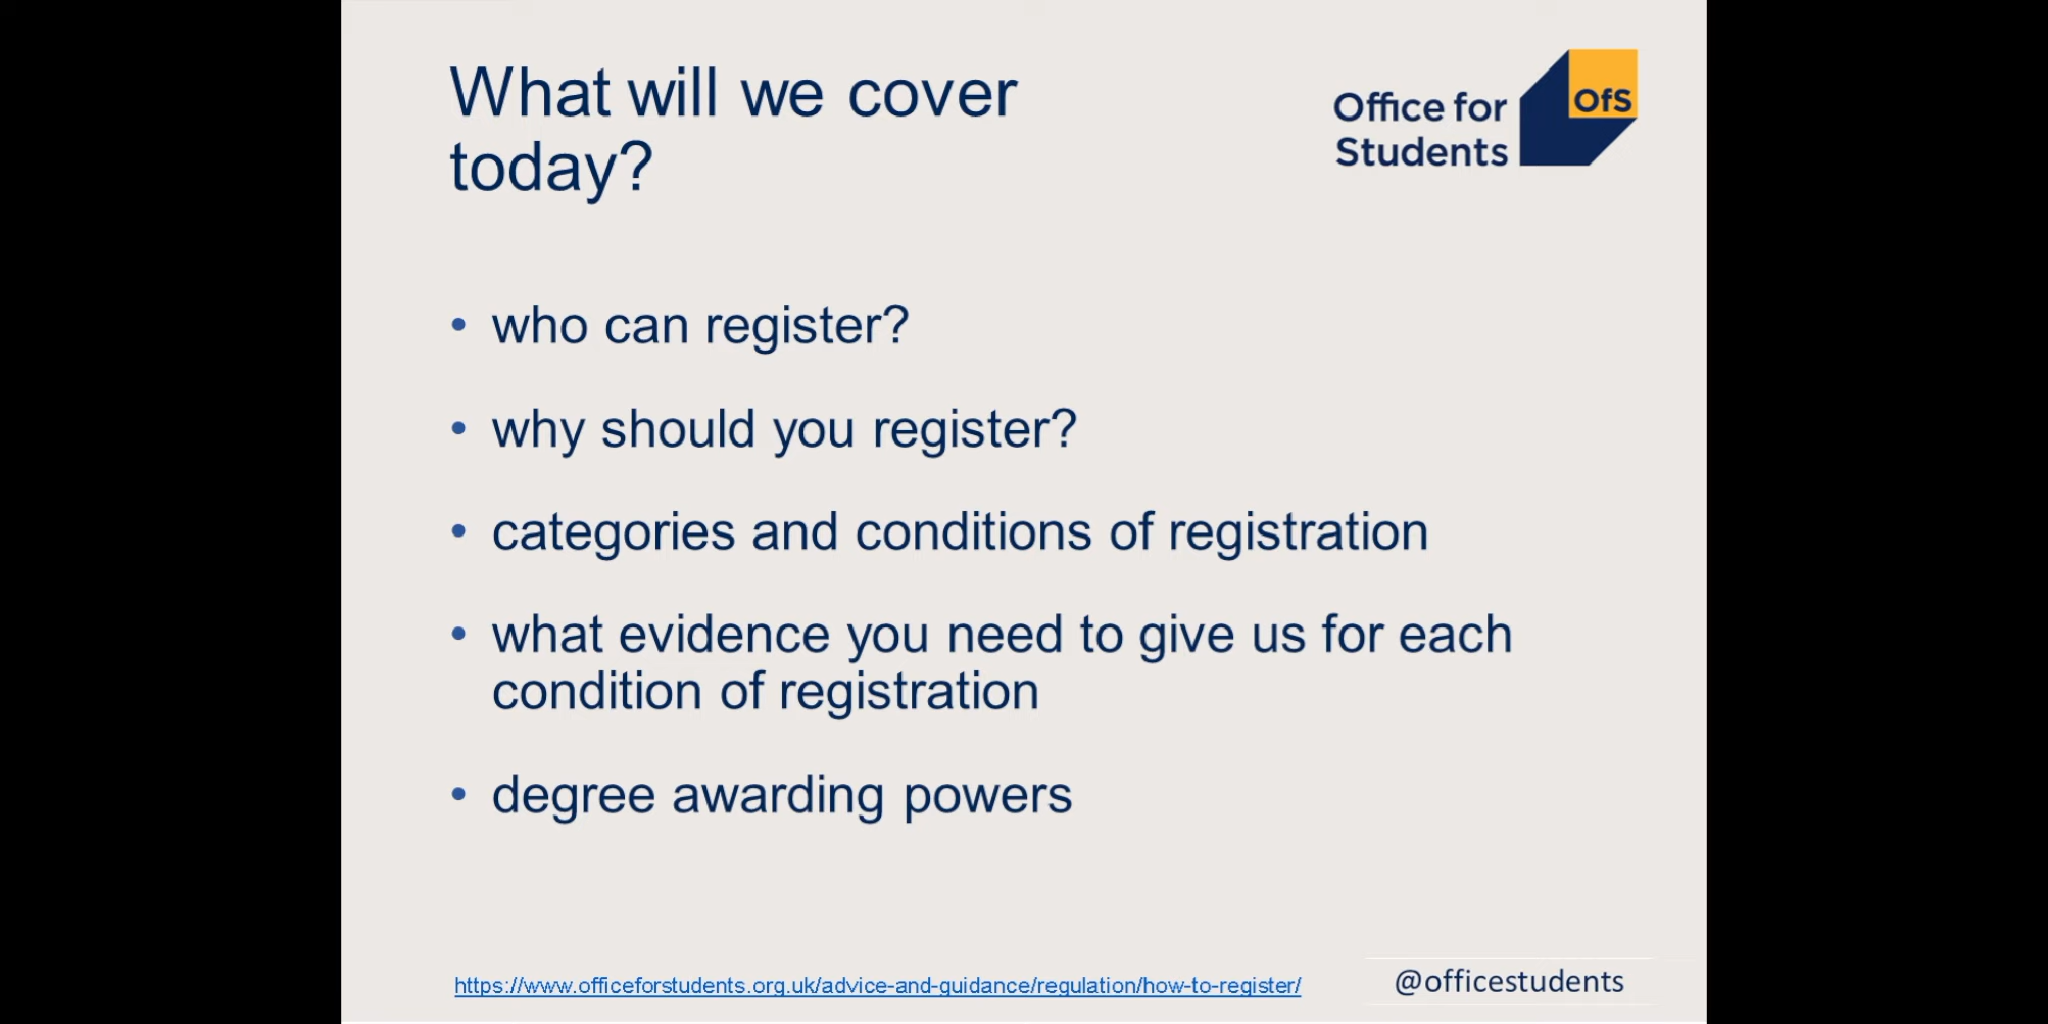 What will we cover
today?
Office for
Students
OfS
• who can register?
• why should you register?
• categories and conditions of registration
• what evidence you need to give us for each
condition of registration
• degree awarding powers
https://www.officeforstudents.org.uk/advice-and-guidance/regulation/how-to-register/
@officestudents